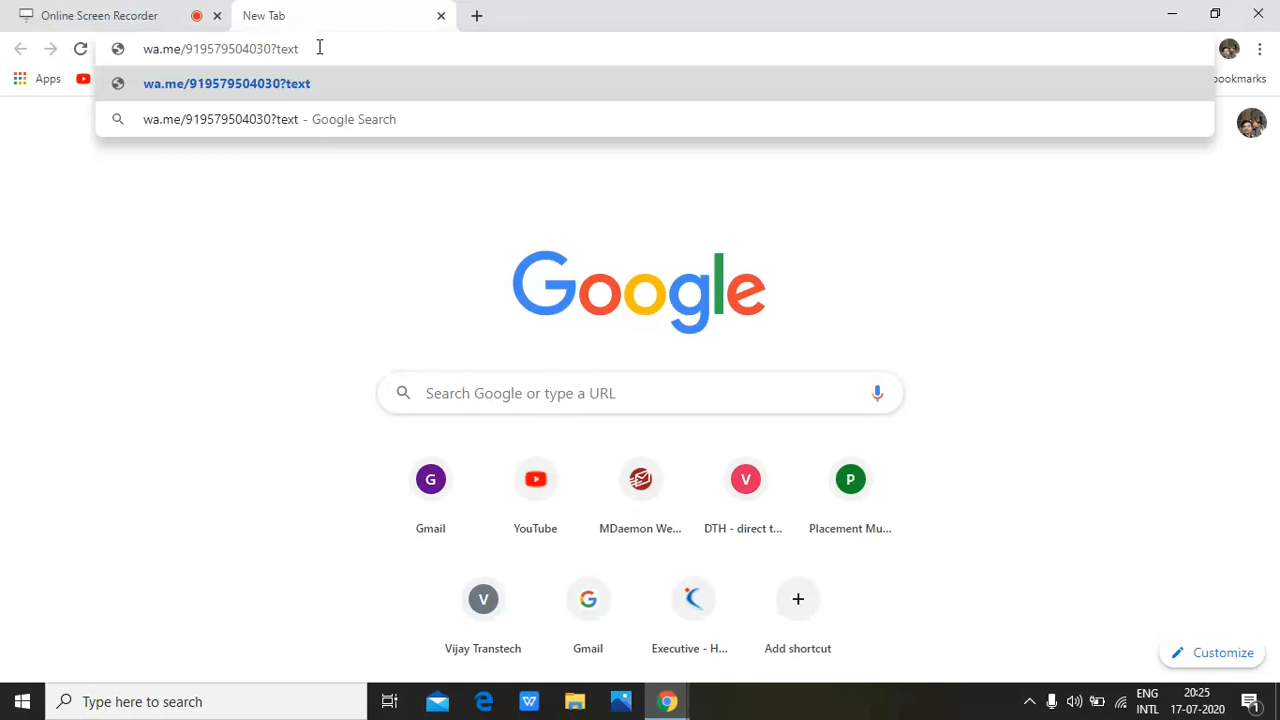 Online Screen Recorder
New Tab
wa.me/919579504030?text
Apps
bookmarks
wa.me/919579504030?text
wa.me/919579504030?text - Google Search
Google
Search Google or type a URL
G
V
P
Gmail
YouTube
MDaemon We...
DTH - direct t...
Placement Mu...
V
G
Vijay Transtech
Gmail
Executive - H...
Add shortcut
Customize
Type here to search
ENG
INTL
20:25
17-07-2020
1